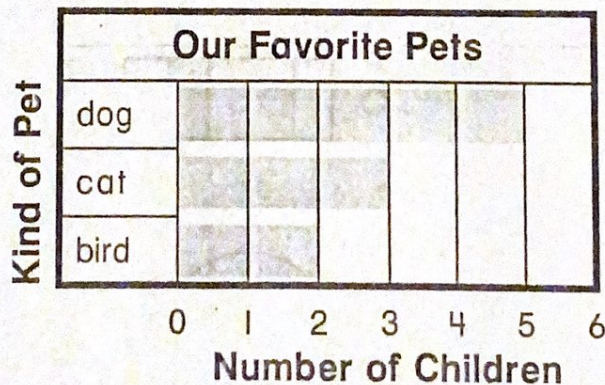 Our Favorite Pets
Kind of Pet
dog
cat
bird
0 1 2 3 4 5 6
Number of Children